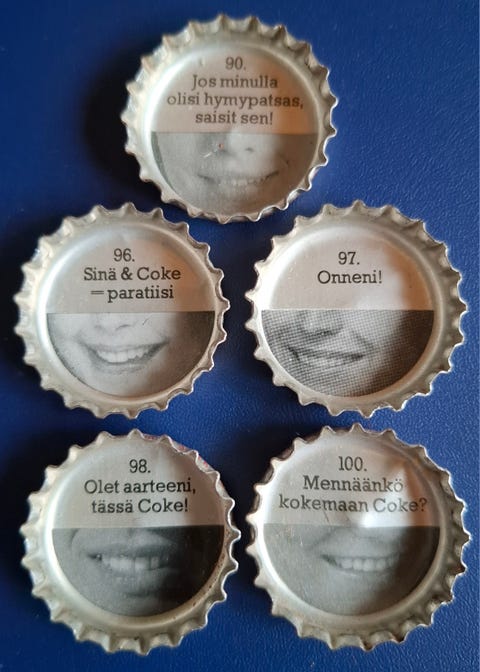 90.
Jos minulla
olisi hymypatsas,
saisit sen!
96.
Sinä & Coke
= paratiisi
97.
Onneni!
98.
Olet aarteeni,
tässä Coke!
100.
Mennäänkö
kokemaan Coke?